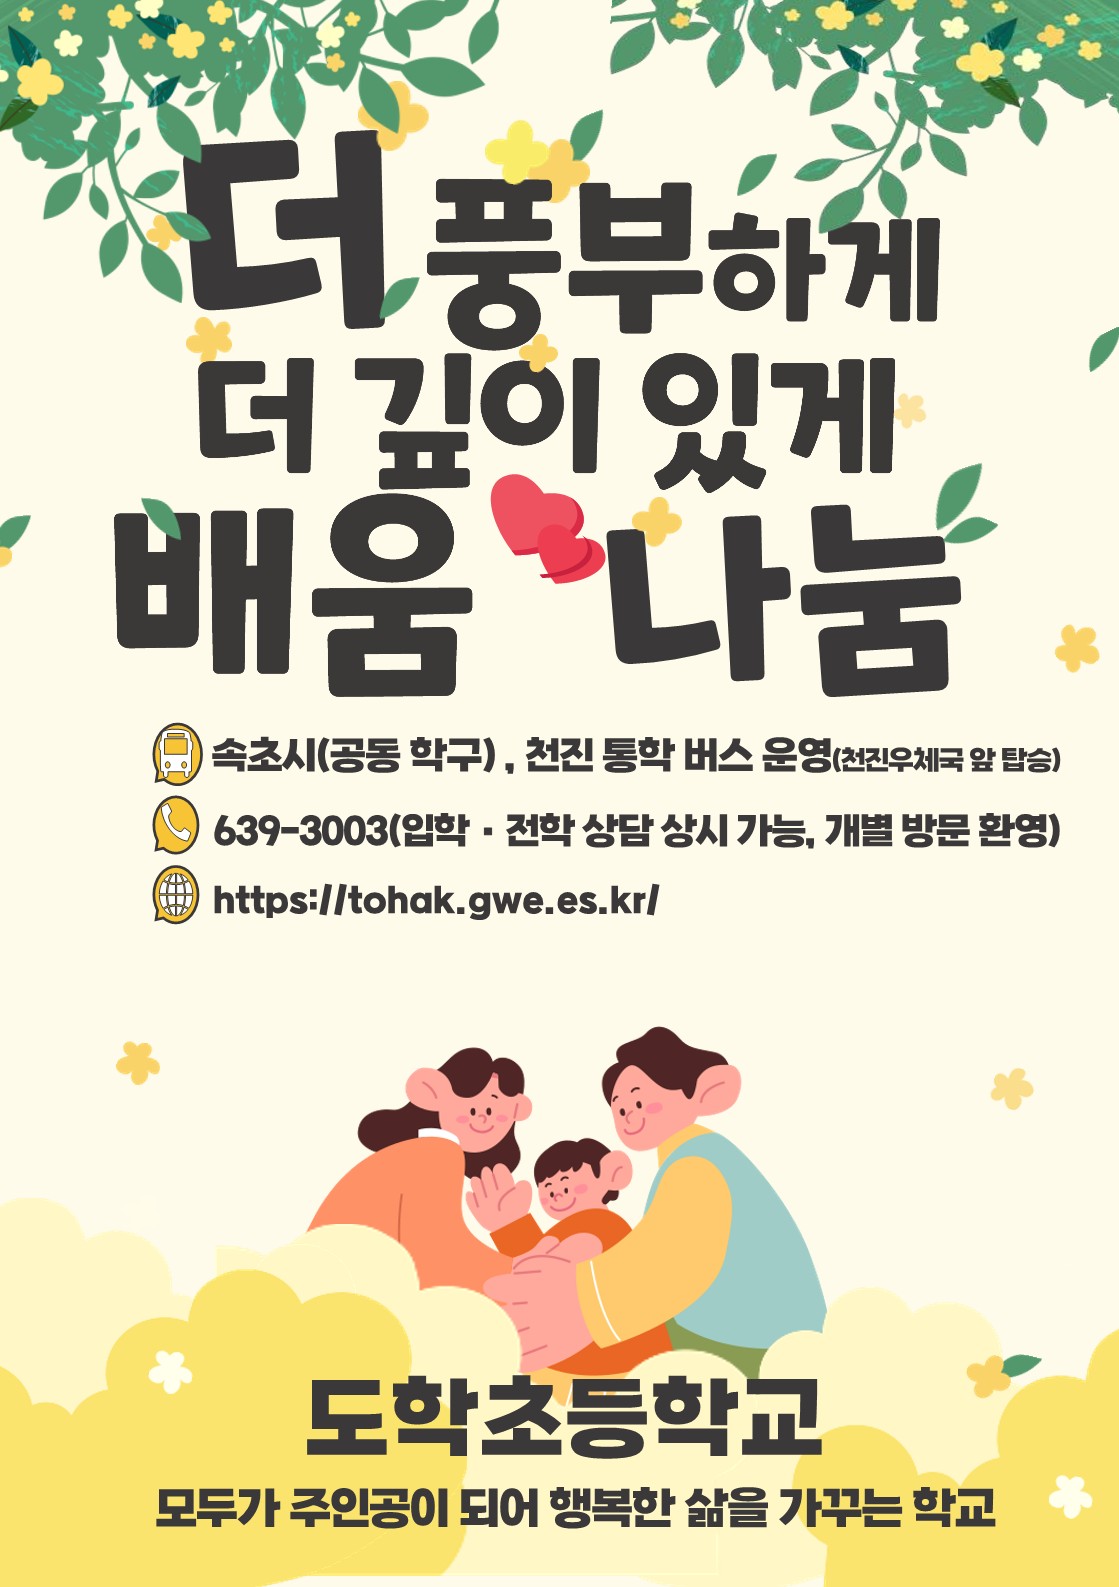 더 풍부하게
더 깊이 있게
배움 나눔
속초시(공동 학구) , 천진 통학 버스 운영(천진우체국 앞 탑승)
639-3003(입학 · 전학 상담 상시 가능, 개별 방문 환영)
https://tohak.gwe.es.kr/
도학초등학교
모두가 주인공이 되어 행복한 삶을 가꾸는 학교